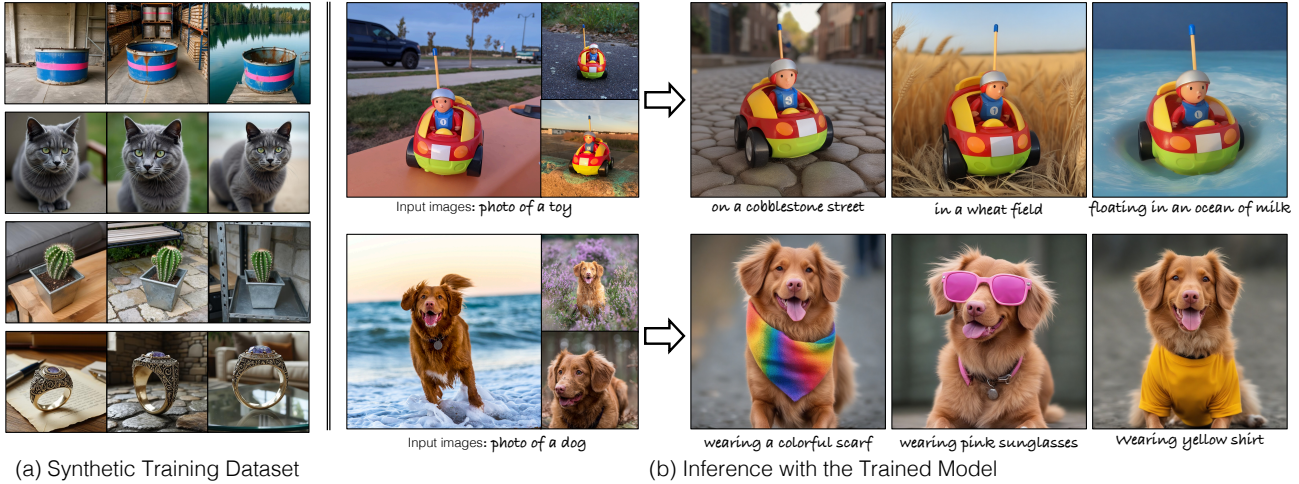 Input images: photo of a toy
on a cobblestone street
in a wheat field
floating in an ocean of milk
Input images: photo of a dog
wearing a colorful scarf
wearing pink sunglasses
Wearing yellow shirt
(a) Synthetic Training Dataset
(b) Inference with the Trained Model